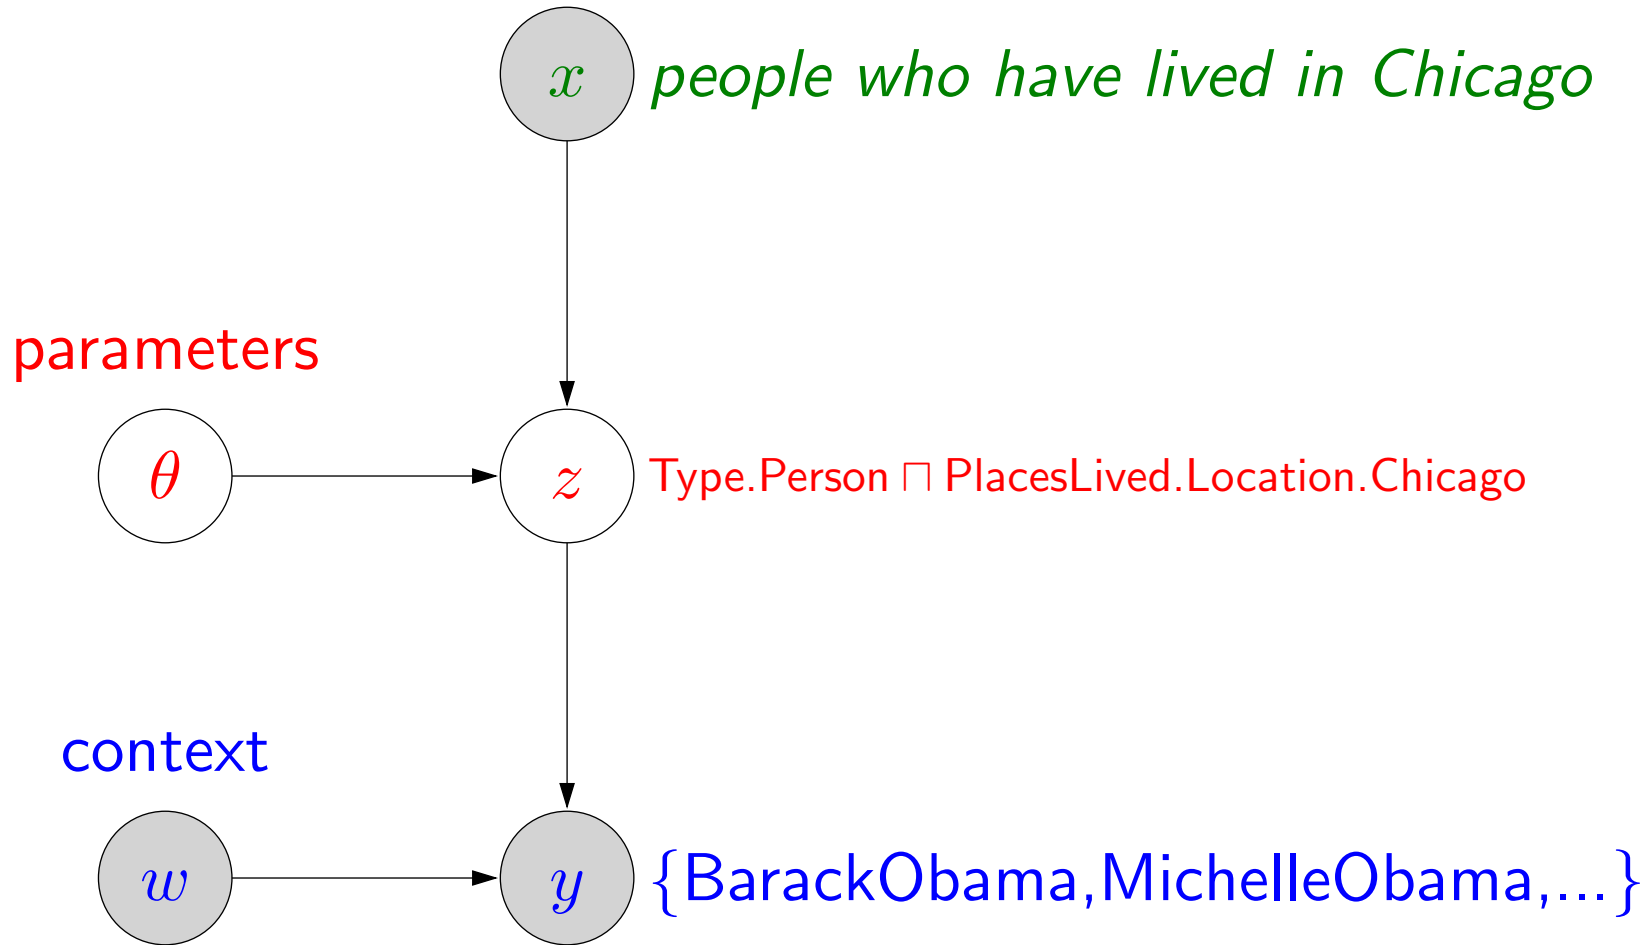 x people who have lived in Chicago
parameters
θ z Type.Person ⊓ PlacesLived.Location.Chicago
context
w y {BarackObama,MichelleObama,...}